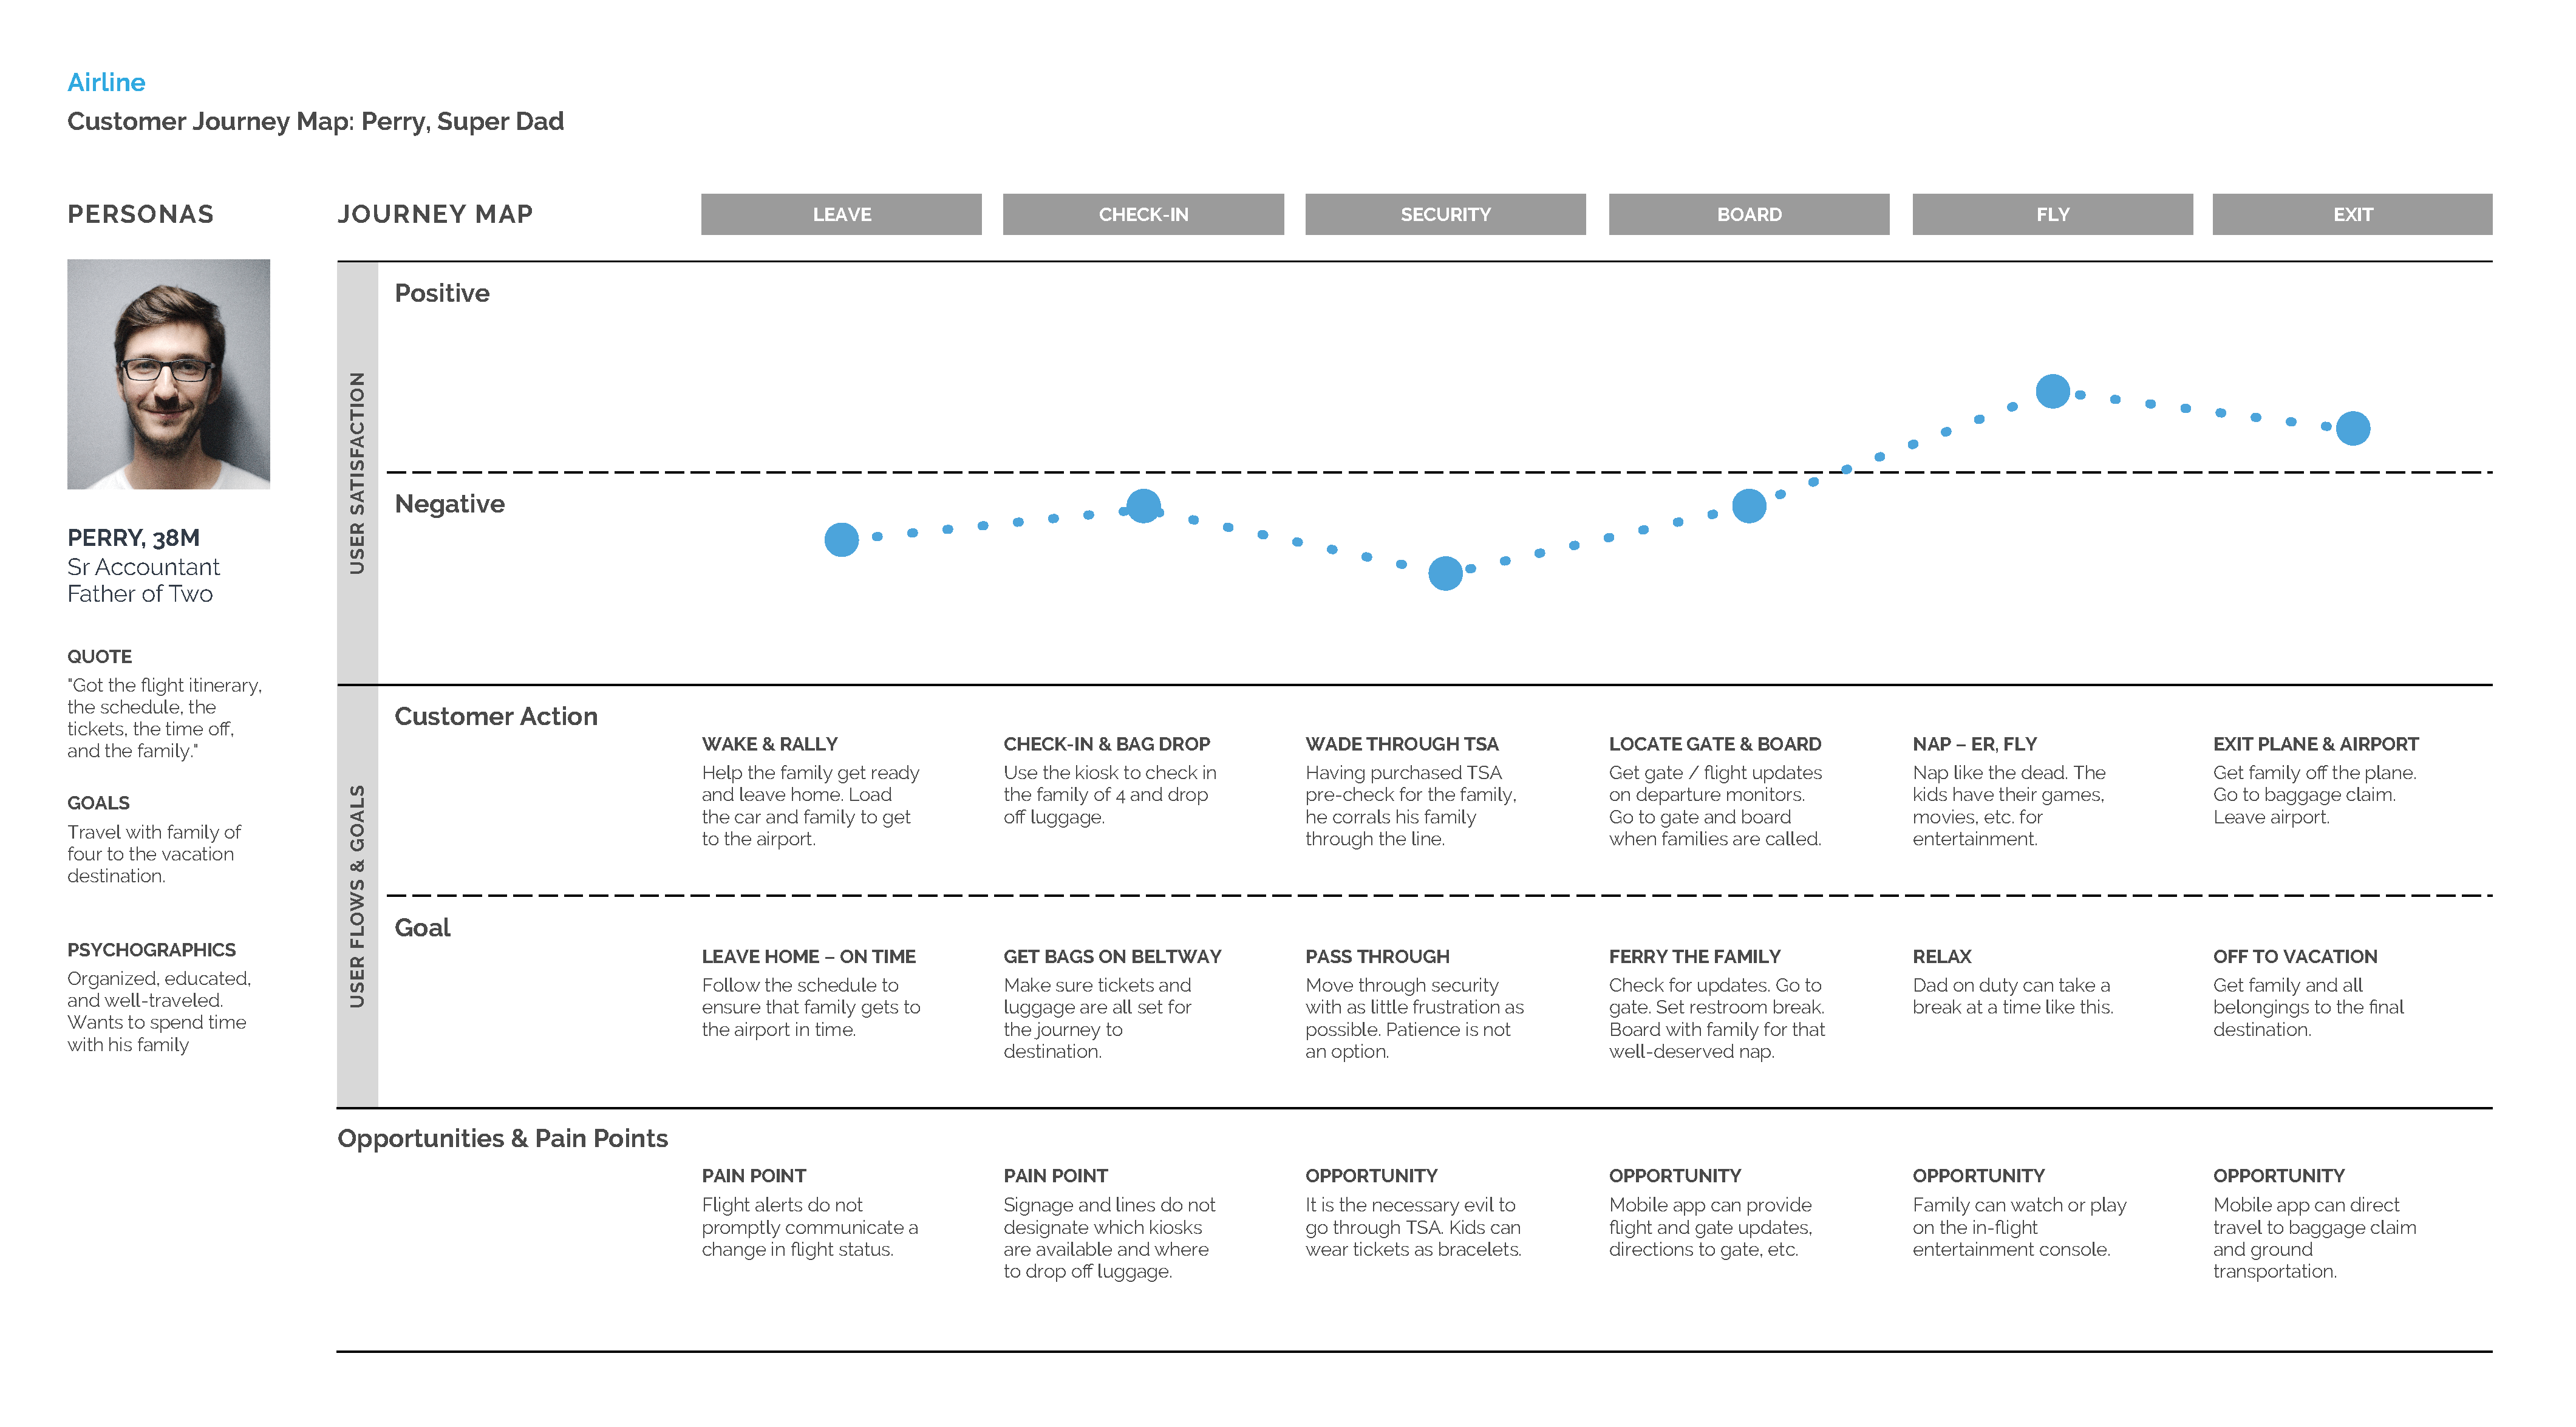 Airline
Customer Journey Map: Perry, Super Dad
PERSONAS
JOURNEY MAP
LEAVE
CHECK-IN
SECURITY
BOARD
FLY
EXIT
PERRY, 38M
Sr Accountant
Father of Two
QUOTE
"Got the flight itinerary,
the schedule, the
tickets, the time off,
and the family."
GOALS
Travel with family of
four to the vacation
destination.
PSYCHOGRAPHICS
Organized, educated,
and well-traveled.
Wants to spend time
with his family
USER SATISFACTION
Positive
Negative
USER FLOWS & GOALS
Customer Action
WAKE & RALLY
Help the family get ready
and leave home. Load
the car and family to get
to the airport.
CHECK-IN & BAG DROP
Use the kiosk to check in
the family of 4 and drop
off luggage.
WADE THROUGH TSA
Having purchased TSA
pre-check for the family,
he corrals his family
through the line.
LOCATE GATE & BOARD
Get gate / flight updates
on departure monitors.
Go to gate and board
when families are called.
NAP – ER, FLY
Nap like the dead. The
kids have their games,
movies, etc. for
entertainment.
EXIT PLANE & AIRPORT
Get family off the plane.
Go to baggage claim.
Leave airport.
Goal
LEAVE HOME – ON TIME
Follow the schedule to
ensure that family gets to
the airport in time.
GET BAGS ON BELTWAY
Make sure tickets and
luggage are all set for
the journey to
destination.
PASS THROUGH
Move through security
with as little frustration as
possible. Patience is not
an option.
FERRY THE FAMILY
Check for updates. Go to
gate. Set restroom break.
Board with family for that
well-deserved nap.
RELAX
Dad on duty can take a
break at a time like this.
OFF TO VACATION
Get family and all
belongings to the final
destination.
Opportunities & Pain Points
PAIN POINT
Flight alerts do not
promptly communicate a
change in flight status.
PAIN POINT
Signage and lines do not
designate which kiosks
are available and where
to drop off luggage.
OPPORTUNITY
It is the necessary evil to
go through TSA. Kids can
wear tickets as bracelets.
OPPORTUNITY
Mobile app can provide
flight and gate updates,
directions to gate, etc.
OPPORTUNITY
Family can watch or play
on the in-flight
entertainment console.
OPPORTUNITY
Mobile app can direct
travel to baggage claim
and ground
transportation.